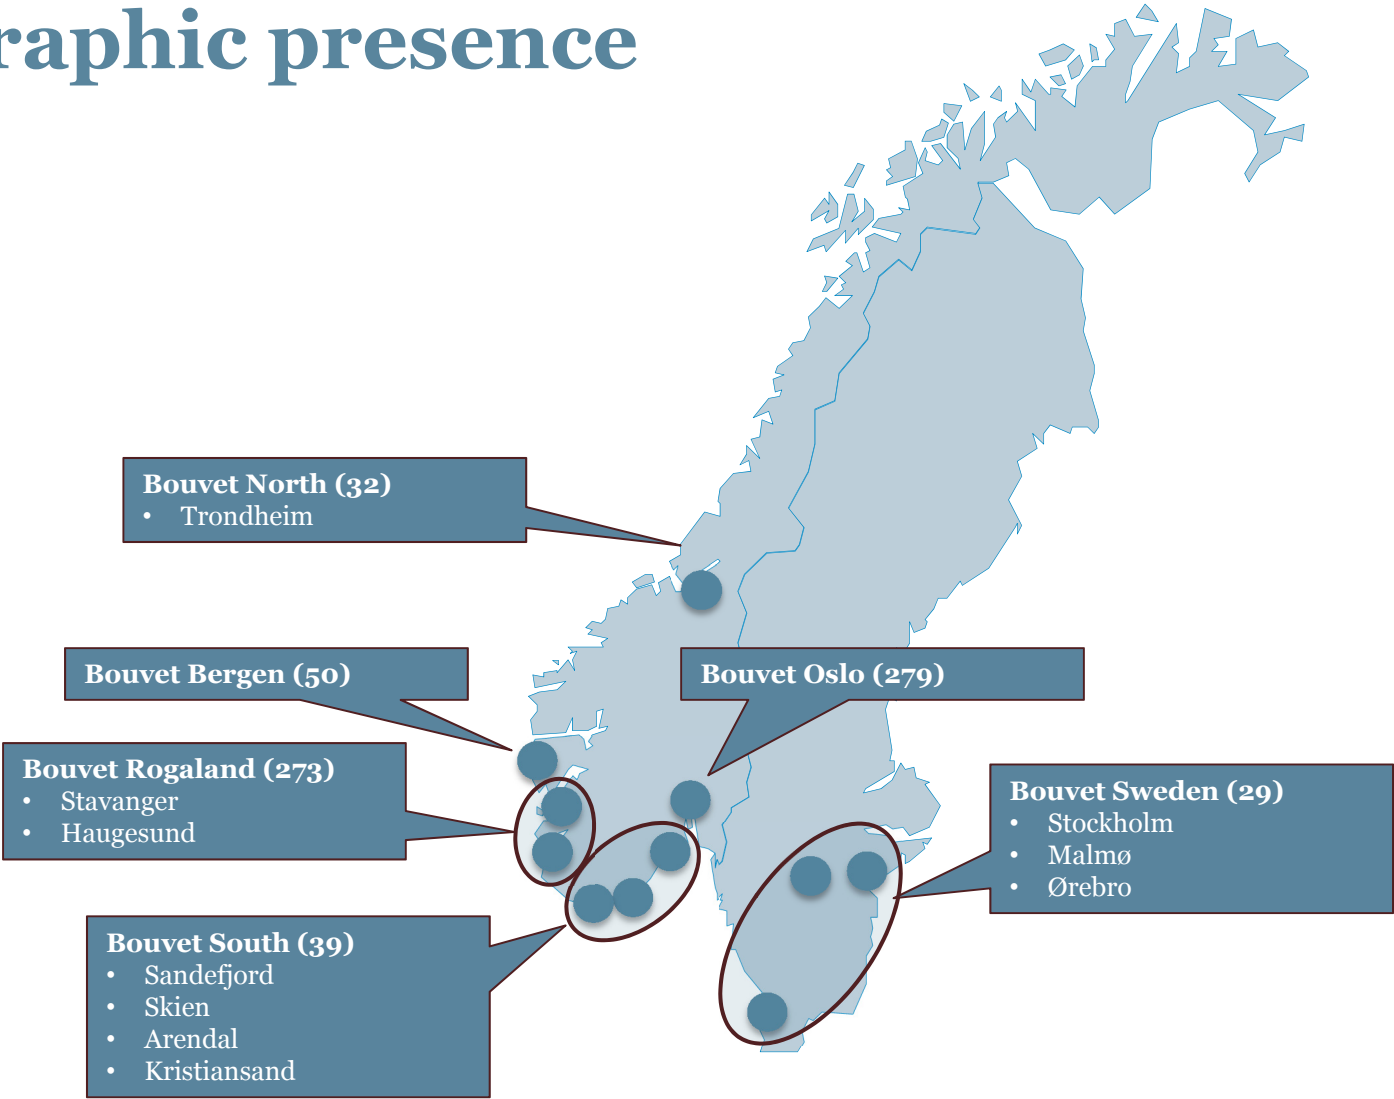 raphic presence
Bouvet North (32)
• Trondheim
Bouvet Bergen (50)
Bouvet Oslo (279)
Bouvet Rogaland (273)
• Stavanger
• Haugesund
Bouvet Sweden (29)
• Stockholm
• Malmø
• Ørebro
Bouvet South (39)
• Sandefjord
• Skien
• Arendal
• Kristiansand